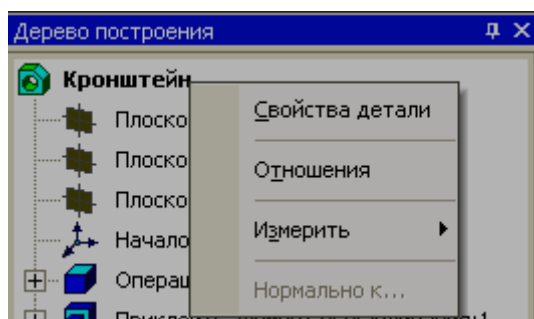 Дерево построения
Кронштейн
Плоско
Свойства детали
Плоско
Отношения
Плоско
Начало
Измерить
Операц
Нормально к...